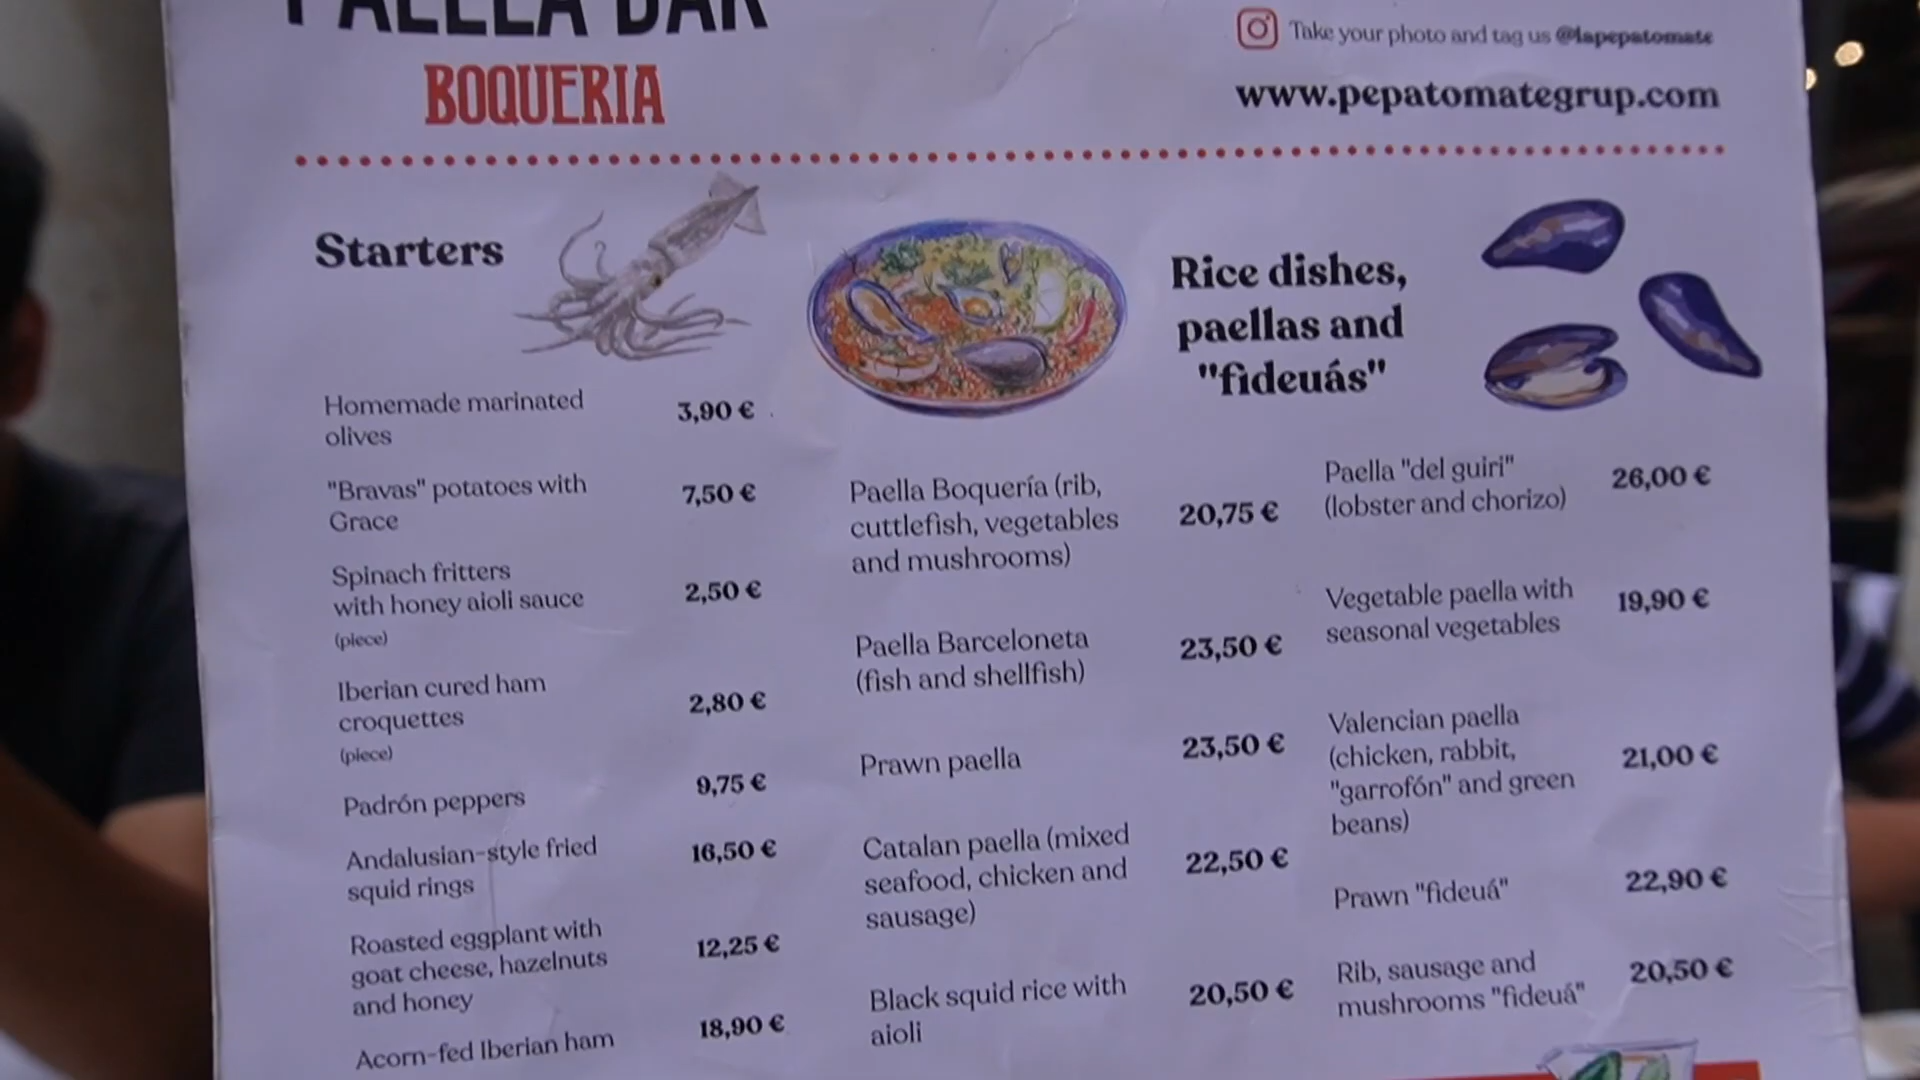 PAELLA BAR
BOQUERIA
Take your photo and tag us @lapepatomate
www.pepatomategrup.com
Starters
Homemade marinated
olives
3,90 €
"Bravas" potatoes with
Grace
7,50 €
Spinach fritters
with honey aioli sauce
(piece)
2,50 €
Iberian cured ham
croquettes
(piece)
2,80 €
Padrón peppers
9,75 €
Andalusian-style fried
squid rings
16,50 €
Roasted eggplant with
goat cheese, hazelnuts
and honey
12,25 €
Acorn-fed Iberian ham
18,90 €
Rice dishes,
paellas and
"fideuás"
Paella Boquería (rib,
cuttlefish, vegetables
and mushrooms)
20,75 €
Paella Barceloneta
(fish and shellfish)
23,50 €
Prawn paella
23,50 €
Catalan paella (mixed
seafood, chicken and
sausage)
22,50 €
Black squid rice with
aioli
20,50 €
Paella "del guiri"
(lobster and chorizo)
26,00 €
Vegetable paella with
seasonal vegetables
19,90 €
Valencian paella
(chicken, rabbit,
"garrofón" and green
beans)
21,00 €
Prawn "fideuá"
22,90 €
Rib, sausage and
mushrooms "fideuá"
20,50 €